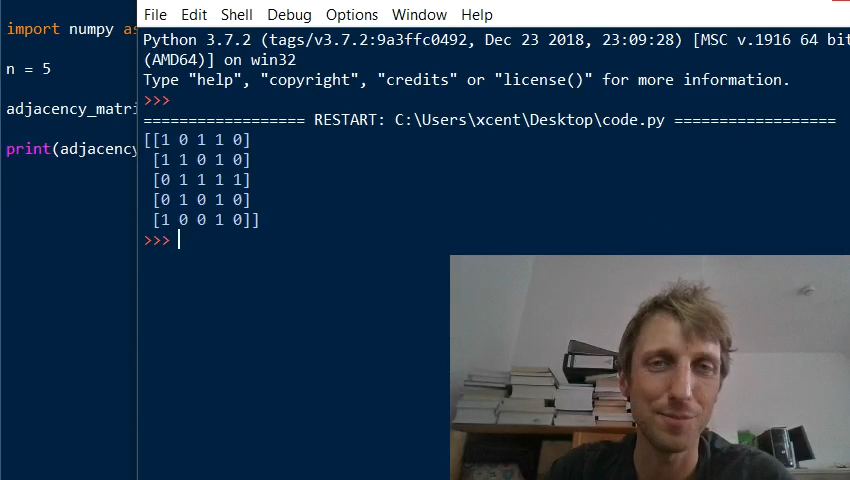 import numpy as
n = 5
adjacency_matri
print(adjacency
File Edit Shell Debug Options Window Help
Python 3.7.2 (tags/v3.7.2:9a3ffc0492, Dec 23 2018, 23:09:28) [MSC v.1916 64 bit
(AMD64)] on win32
Type "help", "copyright", "credits" or "license()" for more information.
>>>
================== RESTART: C:\Users\xcent\Desktop\code.py ==================
[[1 0 1 1 0]
[1 1 0 1 0]
[0 1 1 1 1]
[0 1 0 1 0]
[1 0 0 1 0]]
>>>